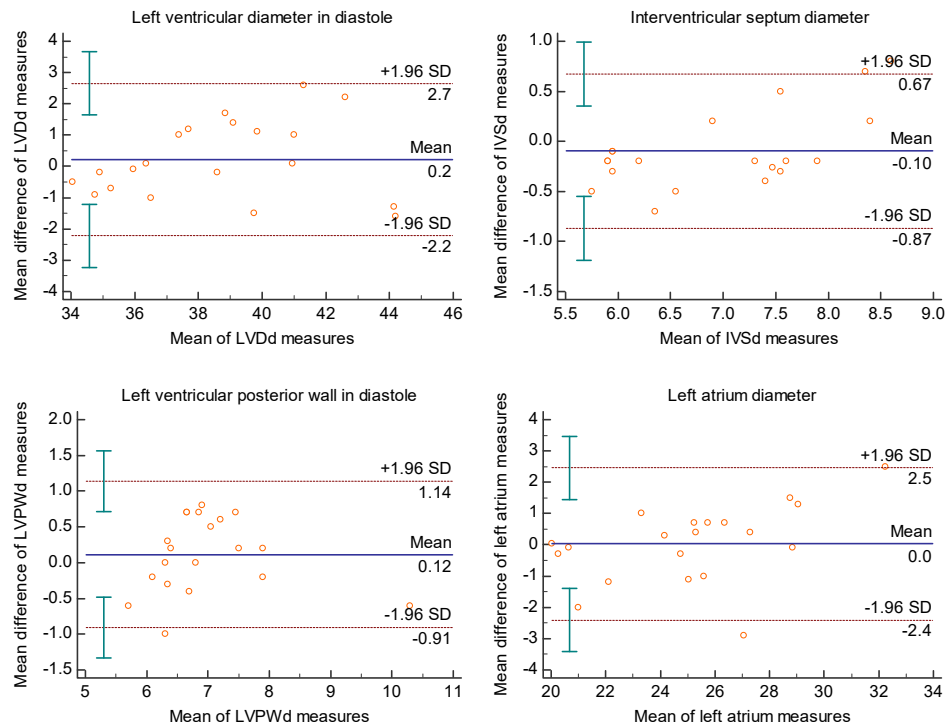 Left ventricular diameter in diastole
Mean difference of LVDd measures
4
3
2
1
0
-1
-2
-3
-4
+1.96 SD
2.7
Mean
0.2
-1.96 SD
-2.2
34 36 38 40 42 44 46
Mean of LVDd measures
Interventricular septum diameter
Mean difference of IVSd measures
1.0
0.5
0.0
-0.5
-1.0
-1.5
+1.96 SD
0.67
Mean
-0.10
-1.96 SD
-0.87
5.5 6.0 6.5 7.0 7.5 8.0 8.5 9.0
Mean of IVSd measures
Left ventricular posterior wall in diastole
Mean difference of LVPWd measures
2.0
1.5
1.0
0.5
0.0
-0.5
-1.0
-1.5
+1.96 SD
1.14
Mean
0.12
-1.96 SD
-0.91
5 6 7 8 9 10 11
Mean of LVPWd measures
Left atrium diameter
Mean difference of left atrium measures
4
3
2
1
0
-1
-2
-3
-4
+1.96 SD
2.5
Mean
0.0
-1.96 SD
-2.4
20 22 24 26 28 30 32 34
Mean of left atrium measures